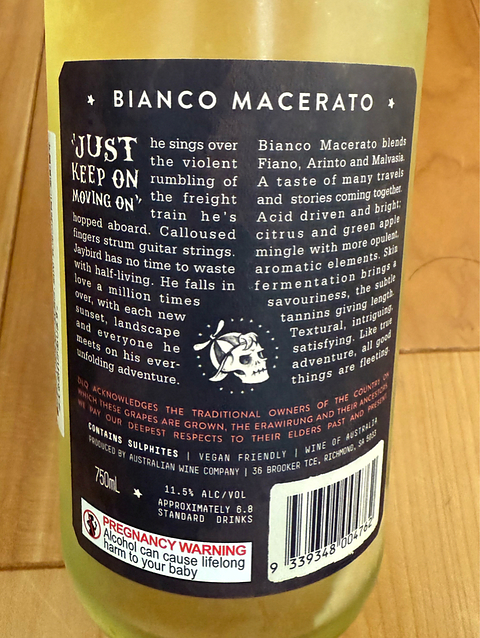 ★ BIANCO MACERATO ★
'JUST
KEEP ON
MOVING ON',
he sings over
the violent
rumbling of
the freight
train he's
hopped aboard. Calloused
fingers strum guitar strings.
Jaybird has no time to waste
with half-living. He falls in
love a million times
over, with each new
sunset, landscape
and everyone he
meets on his ever-
unfolding adventure.
Bianco Macerato blends
Fiano, Arinto and Malvasia.
A taste of many travels
and stories coming together.
Acid driven and bright;
citrus and green apple
mingle with more opulent,
aromatic elements. Skin
fermentation brings a
savouriness, the subtle
tannins giving length.
Textural, intriguing,
satisfying. Like true
adventure, all good
things are fleeting.
ACKNOWLEDGES THE TRADITIONAL OWNERS OF THE COUNTRY ON
WHICH THESE GRAPES ARE GROWN, THE ERAWIRUNG AND THEIR ANCESTORS.
WE PAY OUR DEEPEST RESPECTS TO THEIR ELDERS PAST AND PRESENT.
CONTAINS SULPHITES | VEGAN FRIENDLY | WINE OF AUSTRALIA
PRODUCED BY AUSTRALIAN WINE COMPANY | 36 BROOKER TCE, RICHMOND, SA 5033
750mL ★
11.5% ALC/VOL
APPROXIMATELY 6.8
STANDARD DRINKS
PREGNANCY WARNING
Alcohol can cause lifelong
harm to your baby
9 339348 004782